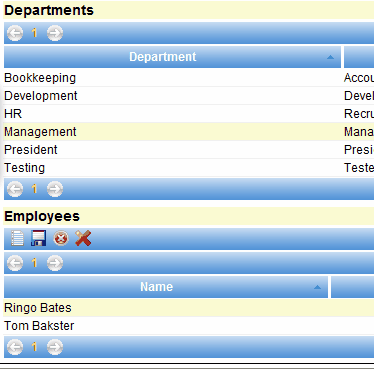 Departments
1
Department
Bookkeeping Accou
Development Devel
HR Recru
Management Mana
President Presi
Testing Teste
1
Employees
1
Name
Ringo Bates
Tom Bakster
1